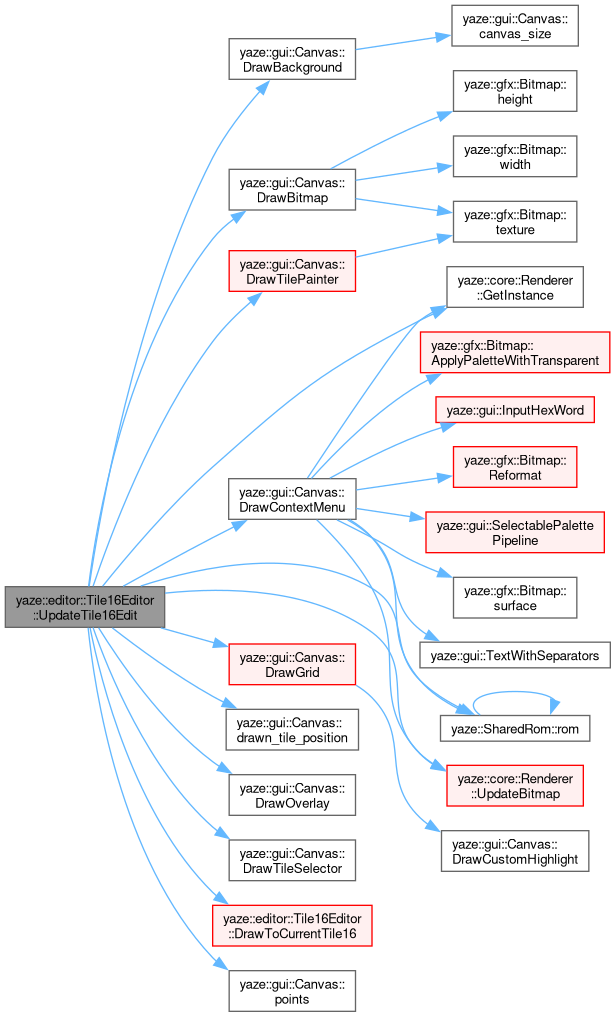 yaze::editor::Tile16Editor
::UpdateTile16Edit
yaze::gui::Canvas::
DrawBackground
yaze::gui::Canvas::
canvas_size
yaze::gui::Canvas::
DrawBitmap
yaze::gfx::Bitmap::
height
yaze::gfx::Bitmap::
width
yaze::gfx::Bitmap::
texture
yaze::gui::Canvas::
DrawTilePainter
yaze::core::Renderer
::GetInstance
yaze::gui::Canvas::
DrawContextMenu
yaze::gfx::Bitmap::
ApplyPaletteWithTransparent
yaze::gui::InputHexWord
yaze::gfx::Bitmap::
Reformat
yaze::gui::SelectablePalette
Pipeline
yaze::gfx::Bitmap::
surface
yaze::gui::TextWithSeparators
yaze::SharedRom::rom
yaze::core::Renderer
::UpdateBitmap
yaze::gui::Canvas::
DrawGrid
yaze::gui::Canvas::
DrawCustomHighlight
yaze::gui::Canvas::
drawn_tile_position
yaze::gui::Canvas::
DrawOverlay
yaze::gui::Canvas::
DrawTileSelector
yaze::editor::Tile16Editor
::DrawToCurrentTile16
yaze::gui::Canvas::
points